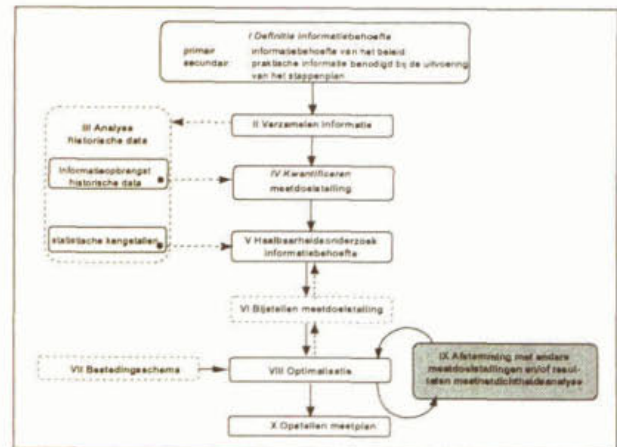 I Definitie informatiebehoefte
primair informatiebehoefte van het beleid
secundair praktische informatie benodigd bij de uitvoering
van het stappenplan
II Verzamelen informatie
III Analyse
historische data
Informatieopbrengst
historische data
IV Kwantificeren
meetdoelstelling
statistische kengetallen
V Haalbaarheidsonderzoek
informatiebehoefte
VI Bijstellen meetdoelstelling
VII Bestedingsschema
VIII Optimalisatie
IX Afstemming met andere
meetdoelstellingen en/of resul-
taten meetnetdichtheidsanalyse
X Opstellen meetplan